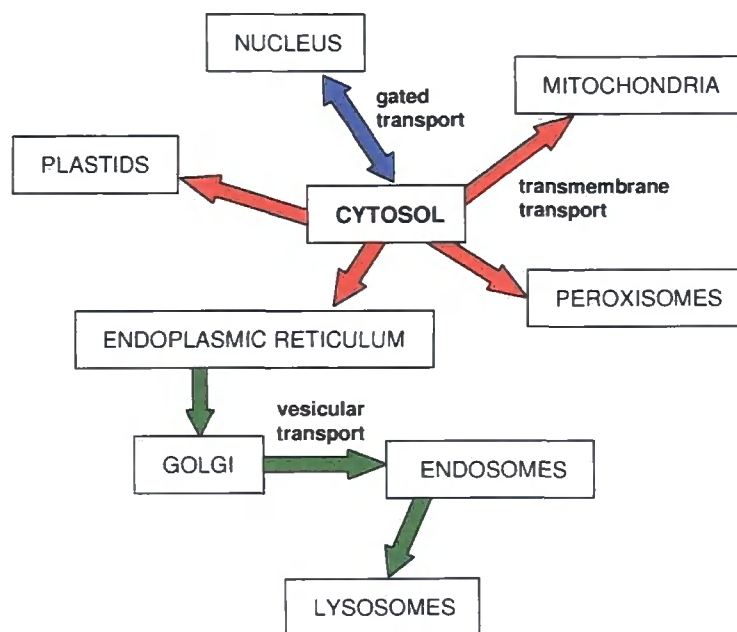 NUCLEUS
MITOCHONDRIA
gated
transport
PLASTIDS
transmembrane
transport
CYTOSOL
PEROXISOMES
ENDOPLASMIC RETICULUM
vesicular
transport
GOLGI
ENDOSOMES
LYSOSOMES